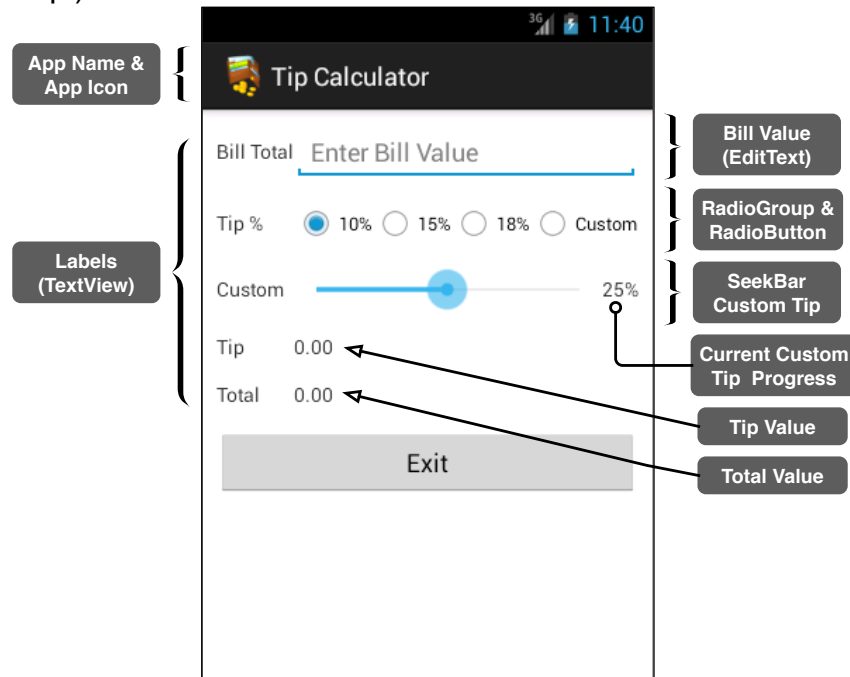 3G 11:40
App Name &
App Icon
Tip Calculator
Bill Total Enter Bill Value
Bill Value
(EditText)
Tip % 10% 15% 18% Custom
RadioGroup &
RadioButton
Labels
(TextView)
Custom 25%
SeekBar
Custom Tip
Tip 0.00
Current Custom
Tip Progress
Total 0.00
Tip Value
Exit
Total Value